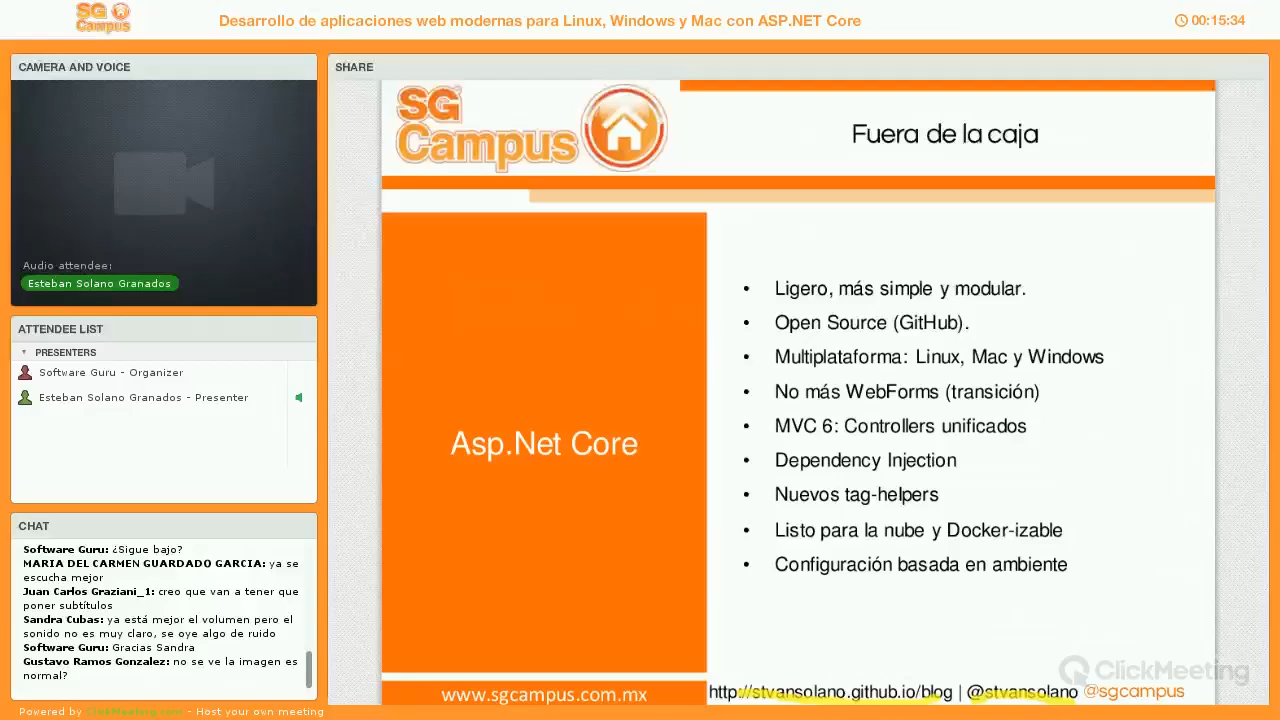 SG Campus
Desarrollo de aplicaciones web modernas para Linux, Windows y Mac con ASP.NET Core
00:15:34
CAMERA AND VOICE
Audio attendee:
Esteban Solano Granados
ATTENDEE LIST
PRESENTERS
Software Guru - Organizer
Esteban Solano Granados - Presenter
CHAT
Software Guru: ¿Sigue bajo?
MARIA DEL CARMEN GUARDADO GARCIA: ya se
escucha mejor
Juan Carlos Graziani_1: creo que van a tener que
poner subtítulos
Sandra Cubas: ya está mejor el volumen pero el
sonido no es muy claro, se oye algo de ruido
Software Guru: Gracias Sandra
Gustavo Ramos Gonzalez: no se ve la imagen es
normal?
SHARE
SG
Campus
Fuera de la caja
Asp.Net Core
• Ligero, más simple y modular.
• Open Source (GitHub).
• Multiplataforma: Linux, Mac y Windows
• No más WebForms (transición)
• MVC 6: Controllers unificados
• Dependency Injection
• Nuevos tag-helpers
• Listo para la nube y Docker-izable
• Configuración basada en ambiente
ClickMeeting
www.sgcampus.com.mx
http://stvansolano.github.io/blog | @stvansolano @sgcampus
Powered by ClickMeeting.com - Host your own meeting